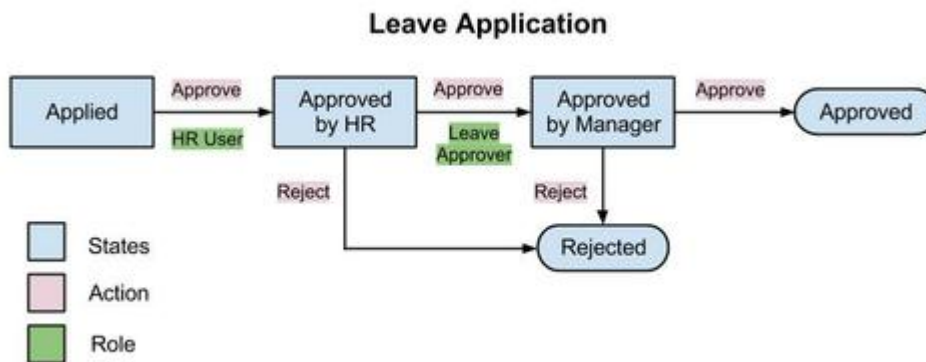 Leave Application
Applied
Approve
HR User
Approved
by HR
Approve
Leave
Approver
Approved
by Manager
Approve
Approved
Reject
Reject
Rejected
States
Action
Role